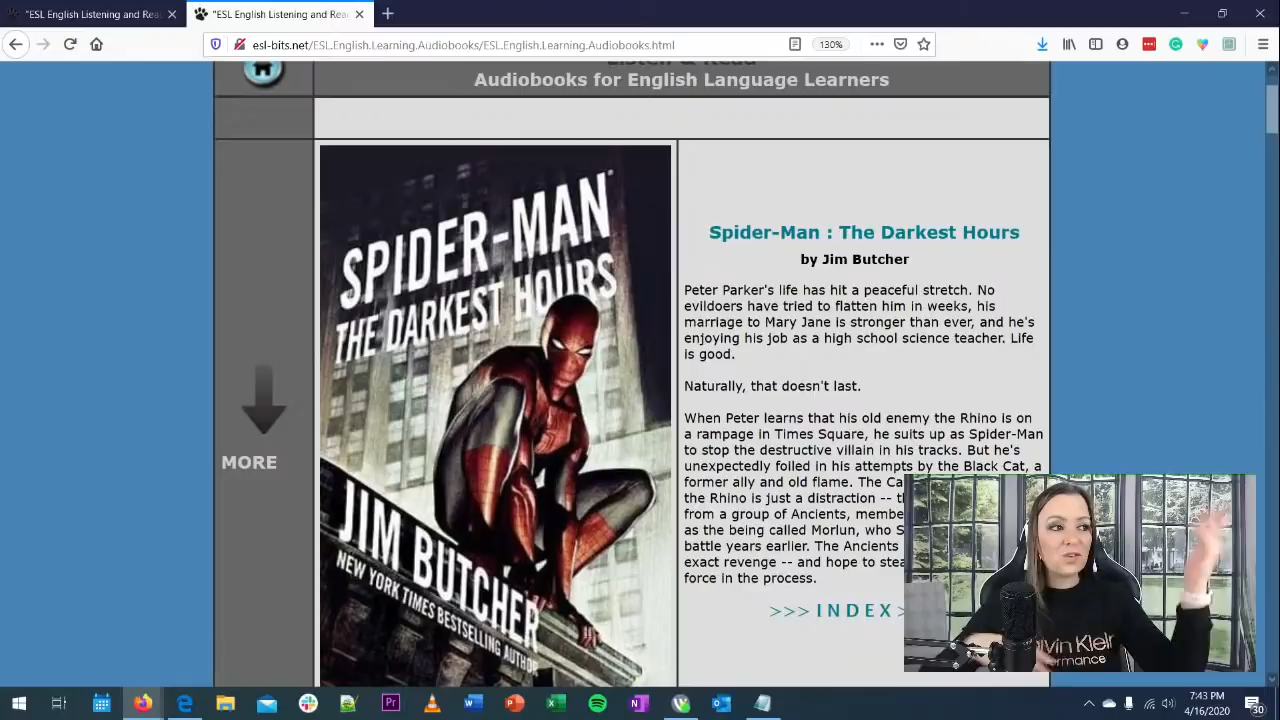 "ESL English Listening and Rea
"ESL English Listening and Rea
esl-bits.net/ESL.English.Learning.Audiobooks/ESL.English.Learning.Audiobooks.html
130%
Audiobooks for English Language Learners
SPIDER-MAN
THE DARKEST HOURS
JIM BUTCHER
NEW YORK TIMES BESTSELLING AUTHOR
MORE
Spider-Man : The Darkest Hours
by Jim Butcher
Peter Parker's life has hit a peaceful stretch. No
evildoers have tried to flatten him in weeks, his
marriage to Mary Jane is stronger than ever, and he's
enjoying his job as a high school science teacher. Life
is good.
Naturally, that doesn't last.
When Peter learns that his old enemy the Rhino is on
a rampage in Times Square, he suits up as Spider-Man
to stop the destructive villain in his tracks. But he's
unexpectedly foiled in his attempts by the Black Cat, a
former ally and old flame. The Ca
the Rhino is just a distraction -- th
from a group of Ancients, membe
as the being called Morlun, who S
battle years earlier. The Ancients
exact revenge -- and hope to stea
force in the process.
>>> I N D E X >
alvin Klein
ormance
7:43 PM
4/16/2020
30